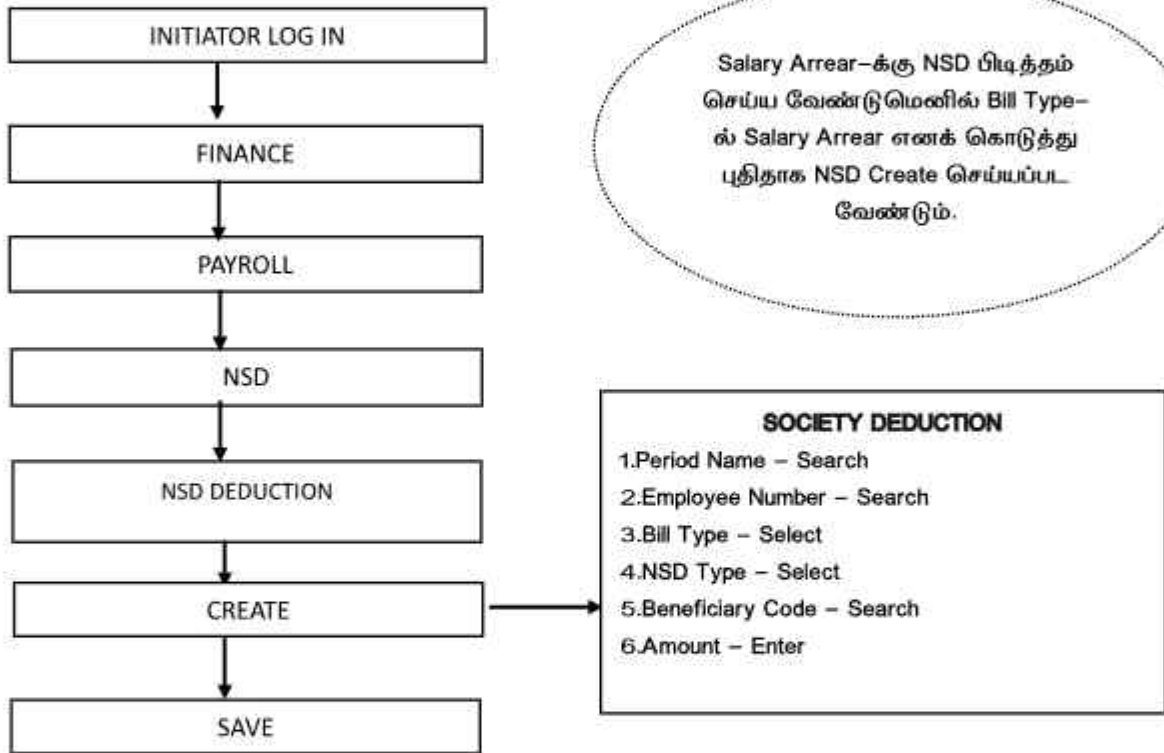 INITIATOR LOG IN
FINANCE
PAYROLL
NSD
NSD DEDUCTION
CREATE
SAVE
Salary Arrear-க்கு NSD பிடித்தம்
செய்ய வேண்டுமெனில் Bill Type-
ல் Salary Arrear எனக் கொடுத்து
புதிதாக NSD Create செய்யப்பட
வேண்டும்.
SOCIETY DEDUCTION
1.Period Name – Search
2.Employee Number – Search
3.Bill Type – Select
4.NSD Type – Select
5.Beneficiary Code – Search
6.Amount – Enter